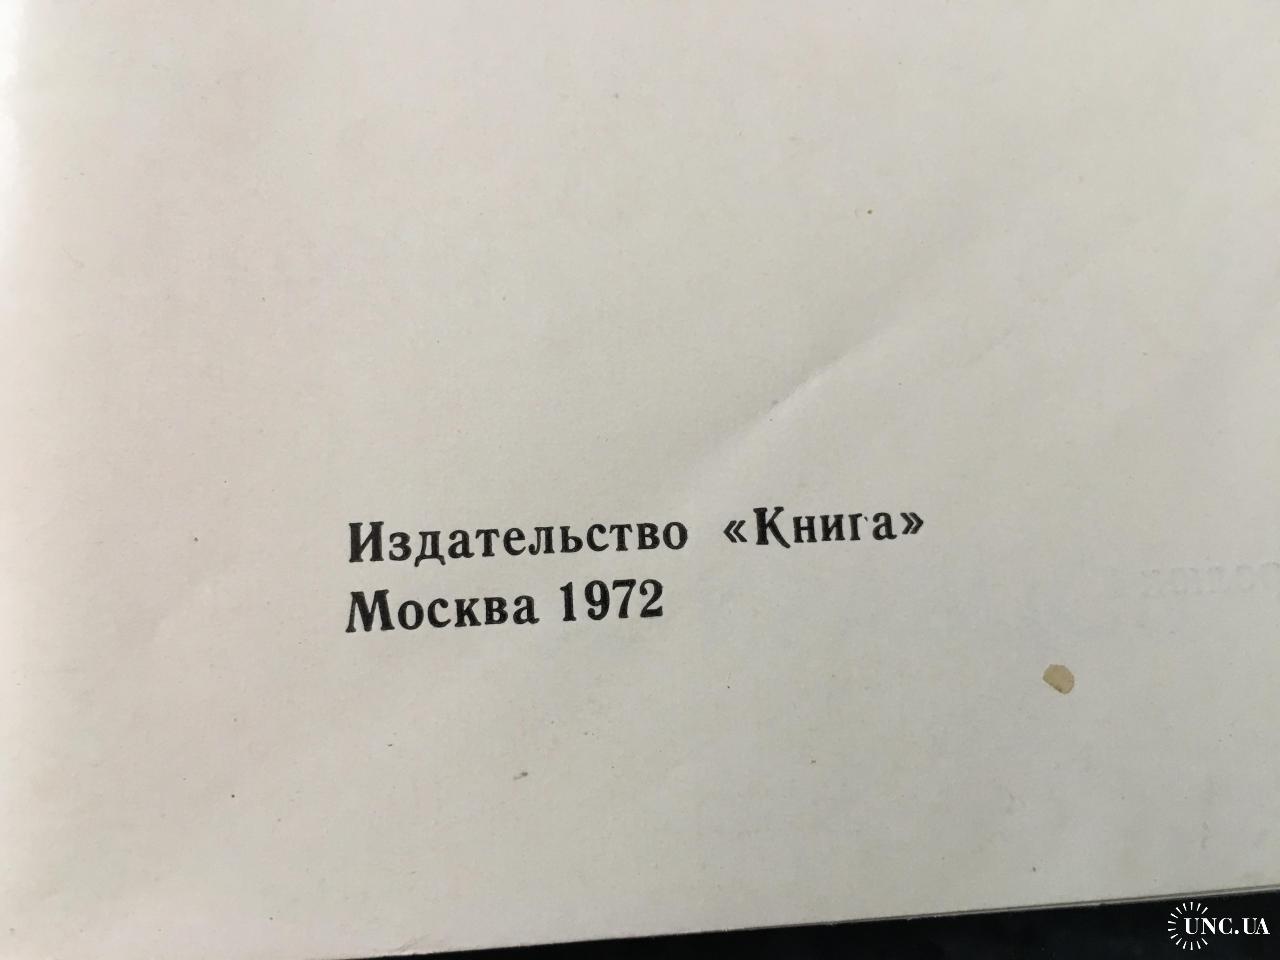 Издательство «Книга»
Москва 1972
UNC.UA